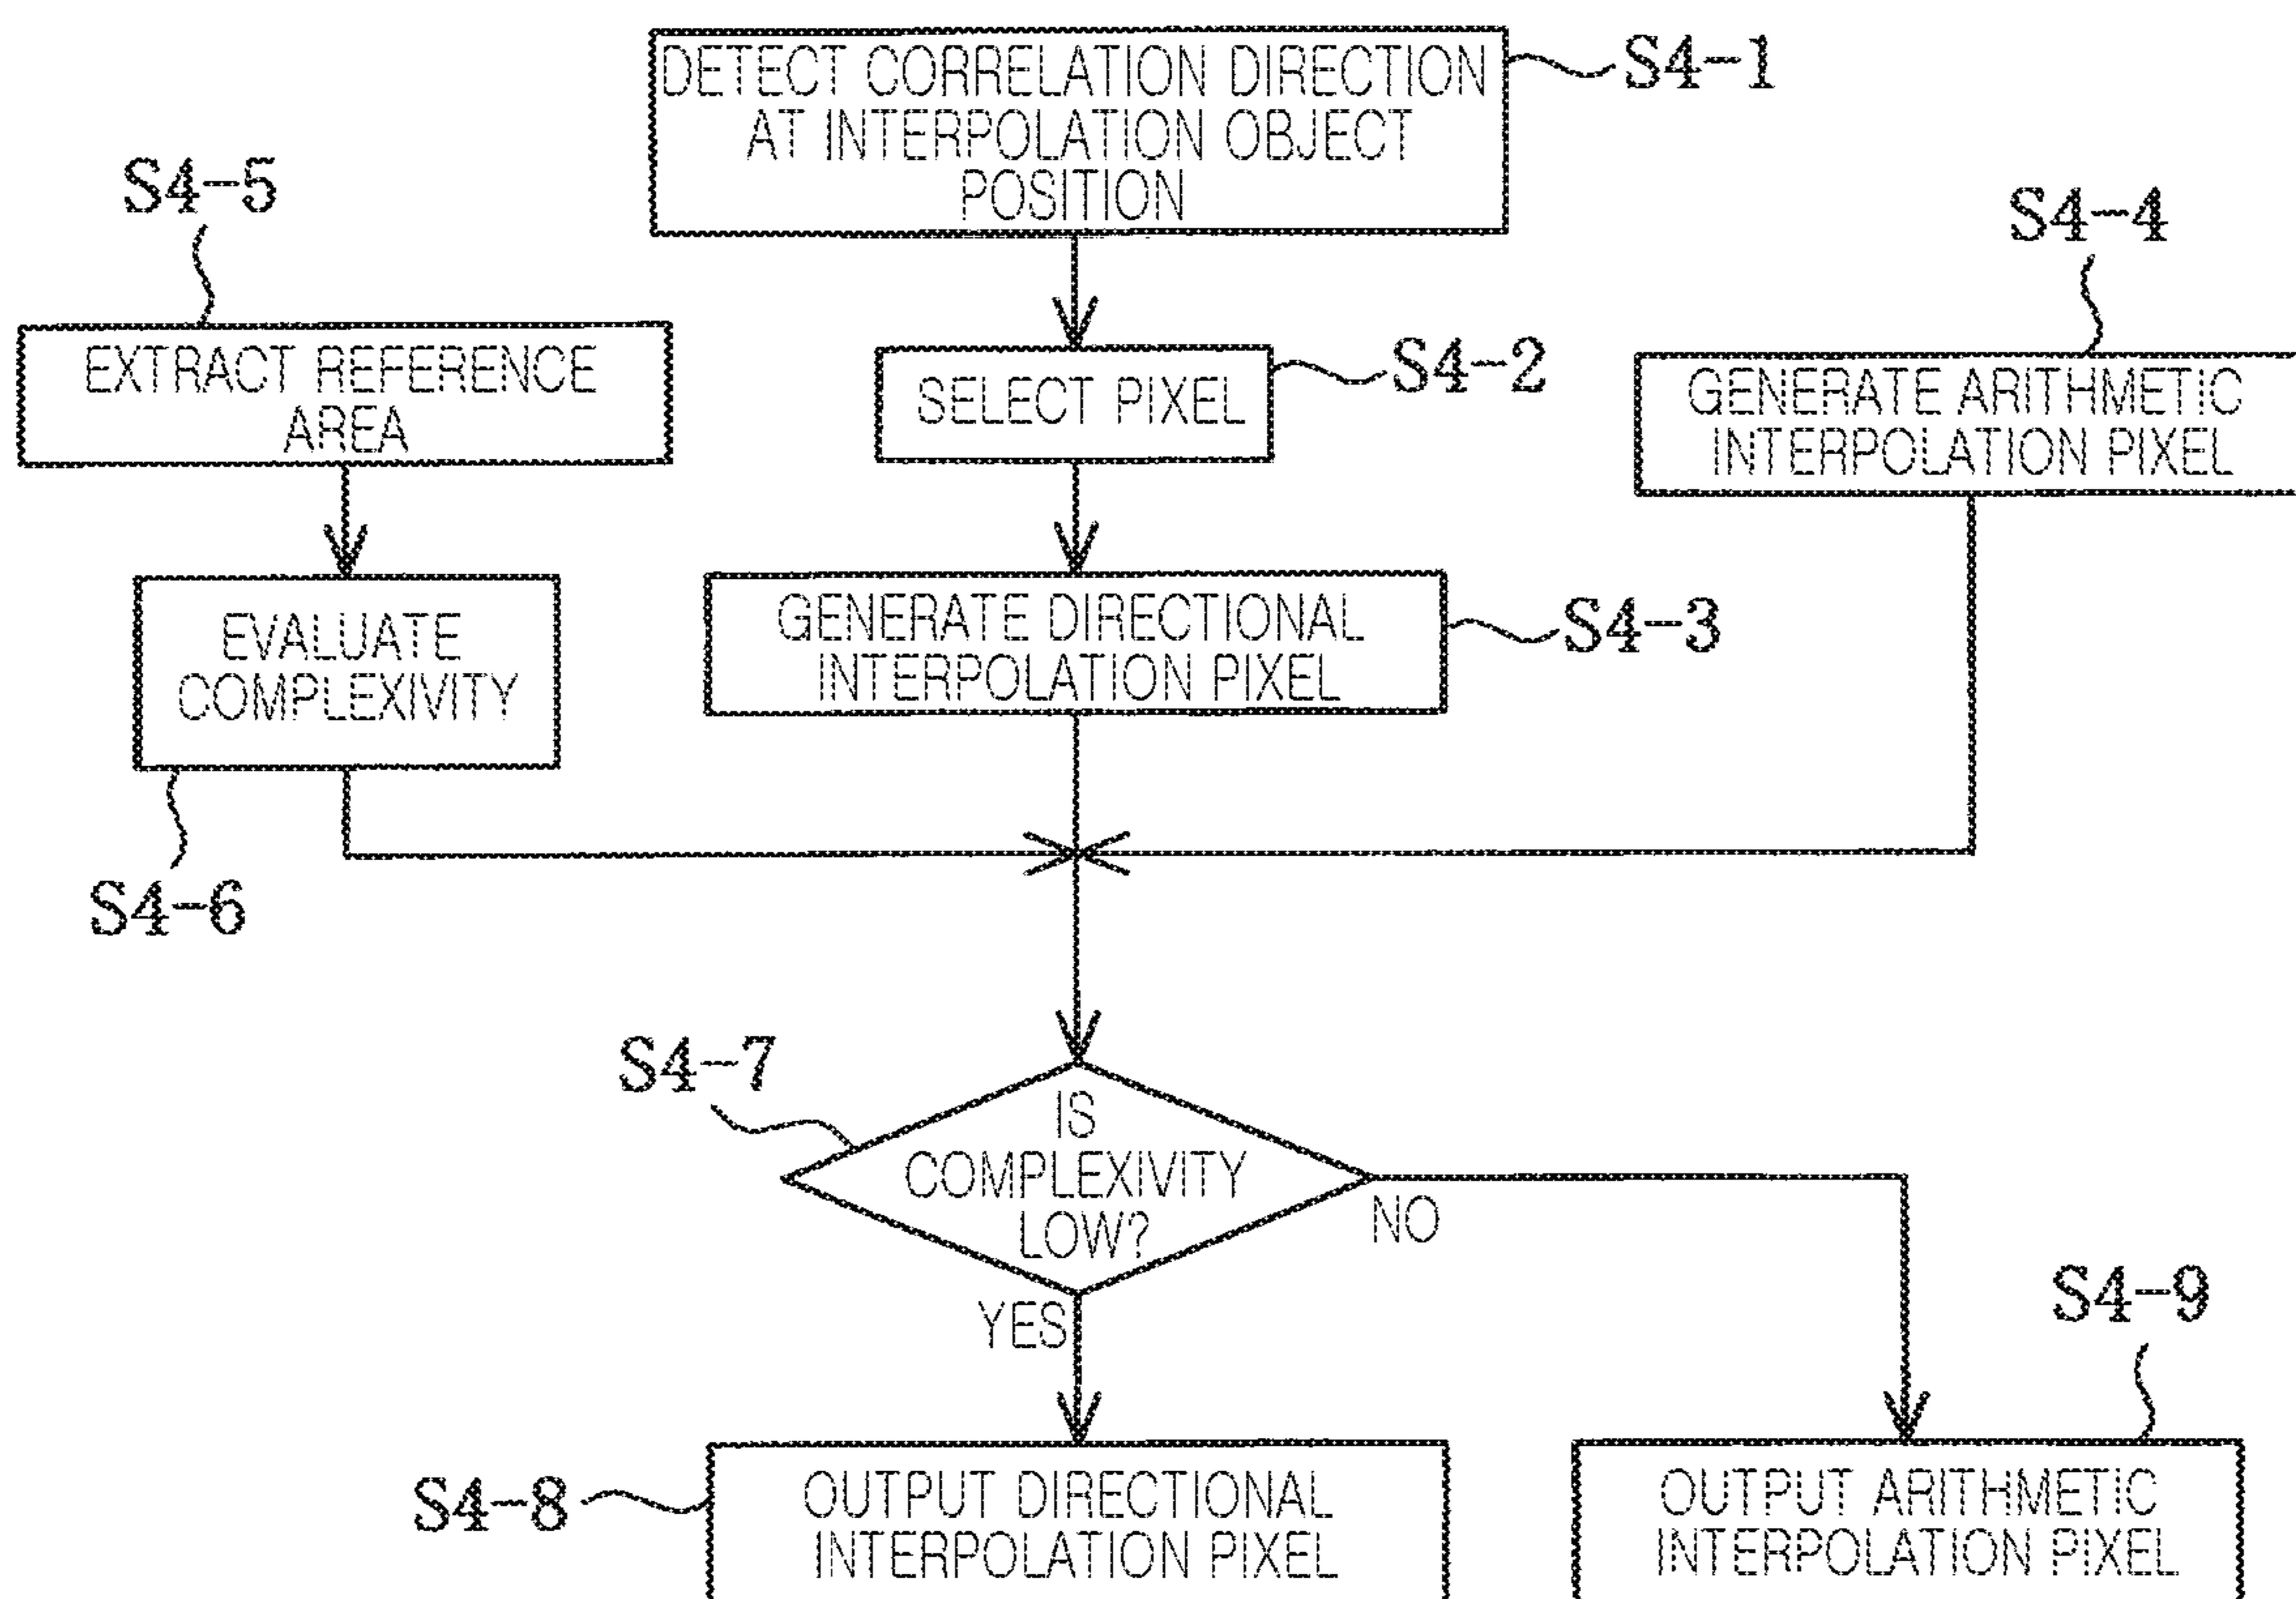 DETECT CORRELATION DIRECTION
AT INTERPOLATION OBJECT
POSITION
S4-1
S4-5
S4-4
EXTRACT REFERENCE
AREA
SELECT PIXEL
S4-2
GENERATE ARITHMETIC
INTERPOLATION PIXEL
EVALUATE
COMPLEXIVITY
GENERATE DIRECTIONAL
INTERPOLATION PIXEL
S4-3
S4-6
S4-7
IS
COMPLEXIVITY
LOW?
NO
YES
S4-9
S4-8
OUTPUT DIRECTIONAL
INTERPOLATION PIXEL
OUTPUT ARITHMETIC
INTERPOLATION PIXEL